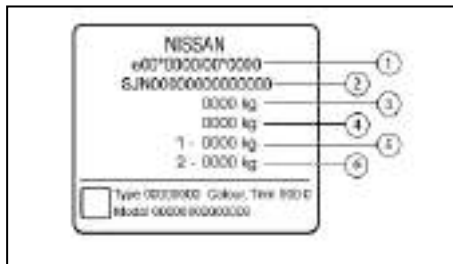 NISSAN
e00*0000/00*0000 1
SJN00000000000000 2
0000 kg 3
0000 kg 4
1 - 0000 kg 5
2 - 0000 kg 6
Type 00000000 Colour, Trim 000 0
Model 00000000000000